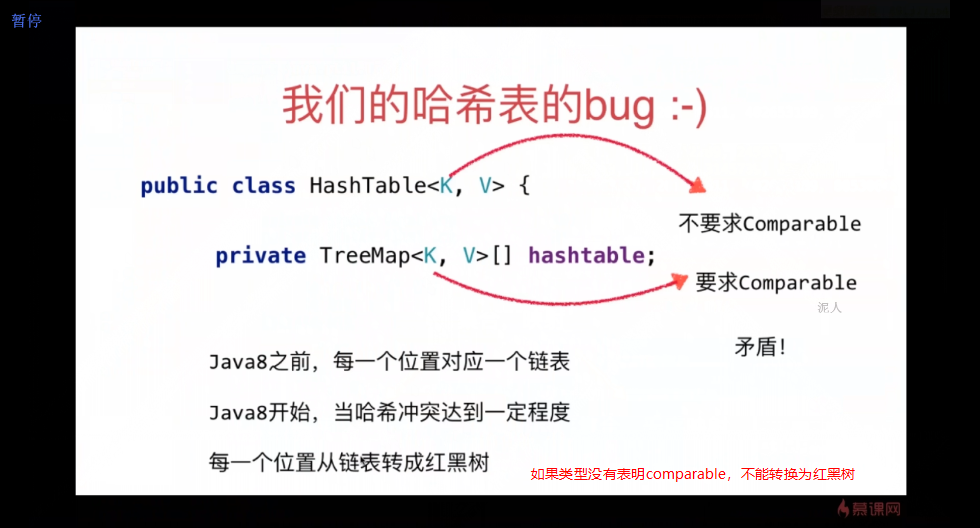 暂停
我们的哈希表的bug :-)
public class HashTable<K, V> {
不要求Comparable
private TreeMap<K, V>[] hashtable;
要求Comparable
泥人
矛盾!
Java8之前，每一个位置对应一个链表
Java8开始，当哈希冲突达到一定程度
每一个位置从链表转成红黑树
如果类型没有表明comparable，不能转换为红黑树
慕课网